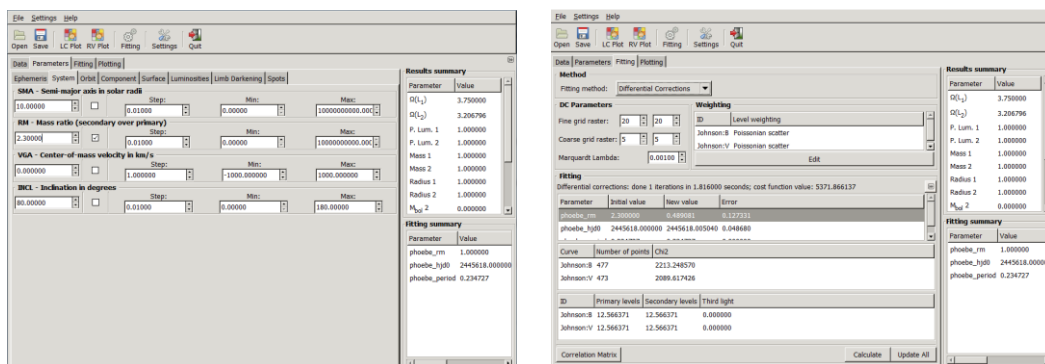 File Settings Help
Open Save LC Plot RV Plot Fitting Settings Quit
Data Parameters Fitting Plotting
Ephemeris System Orbit Component Surface Luminosities Limb Darkening Spots
SMA - Semi-major axis in solar radii
Step: Min: Max:
10.00000 0.01000 0.00000 10000000000.000
RM - Mass ratio (secondary over primary)
Step: Min: Max:
2.30000 0.01000 0.00000 10000000000.000
VGA - Center-of-mass velocity in km/s
Step: Min: Max:
0.000000 1.000000 -1000.000000 1000.000000
INCL - Inclination in degrees
Step: Min: Max:
80.00000 0.01000 0.00000 180.00000
Results summary
Parameter Value
Ω(L1) 3.750000
Ω(L2) 3.206796
P. Lum. 1 1.000000
P. Lum. 2 1.000000
Mass 1 1.000000
Mass 2 1.000000
Radius 1 1.000000
Radius 2 1.000000
Mbol 2 0.000000
Fitting summary
Parameter Value
phoebe_rm 1.000000
phoebe_hjd0 2445618.000000
phoebe_period 0.234727
File Settings Help
Open Save LC Plot RV Plot Fitting Settings Quit
Data Parameters Fitting Plotting
Method
Fitting method: Differential Corrections
DC Parameters
Fine grid raster: 20 20
Coarse grid raster: 5 5
Marquardt Lambda: 0.00100
Weighting
ID Level weighting
Johnson:B Poissonian scatter
Johnson:V Poissonian scatter
Edit
Fitting
Differential corrections: done 1 iterations in 1.816000 seconds; cost function value: 5371.866137
Parameter Initial value New value Error
phoebe_rm 2.300000 0.489081 0.127331
phoebe_hjd0 2445618.000000 2445618.005040 0.048680
Curve Number of points Chi2
Johnson:B 477 2213.248570
Johnson:V 473 2089.617426
ID Primary levels Secondary levels Third light
Johnson:B 12.566371 12.566371 0.000000
Johnson:V 12.566371 12.566371 0.000000
Correlation Matrix Calculate Update All
Results summary
Parameter Value
Ω(L1) 3.750000
Ω(L2) 3.206796
P. Lum. 1 1.000000
P. Lum. 2 1.000000
Mass 1 1.000000
Mass 2 1.000000
Radius 1 1.000000
Radius 2 1.000000
Mbol 2 0.000000
Fitting summary
Parameter Value
phoebe_rm 1.000000
phoebe_hjd0 2445618.00000
phoebe_period 0.234727